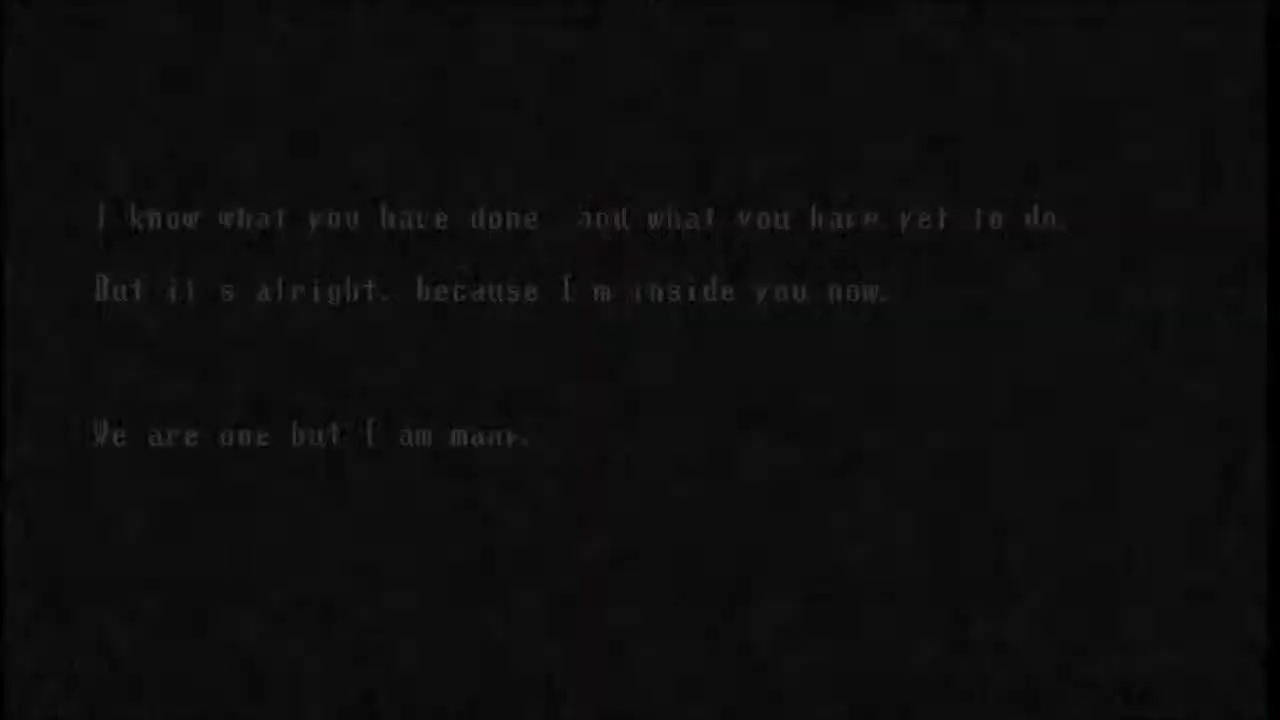 I know what you have done, and what you have yet to do.
But it's alright, because I'm inside you now.
We are one but I am many.